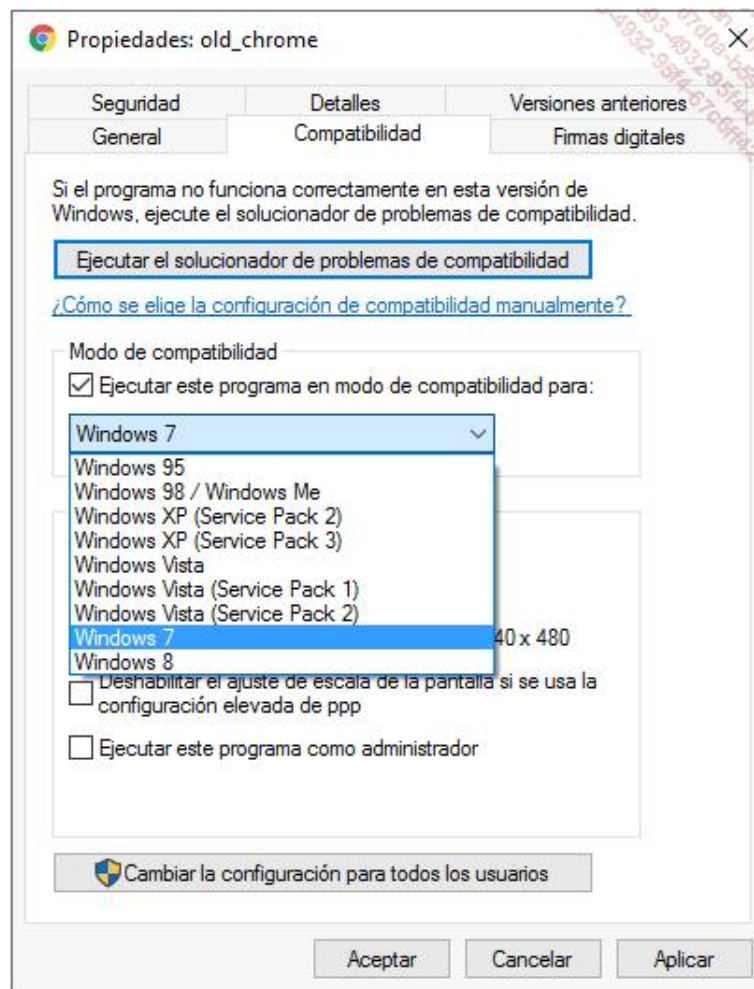 Propiedades: old_chrome
Seguridad
Detalles
Versiones anteriores
General
Compatibilidad
Firmas digitales
Si el programa no funciona correctamente en esta versión de
Windows, ejecute el solucionador de problemas de compatibilidad.
Ejecutar el solucionador de problemas de compatibilidad
¿Cómo se elige la configuración de compatibilidad manualmente?
Modo de compatibilidad
Ejecutar este programa en modo de compatibilidad para:
Windows 7
Windows 95
Windows 98 / Windows Me
Windows XP (Service Pack 2)
Windows XP (Service Pack 3)
Windows Vista
Windows Vista (Service Pack 1)
Windows Vista (Service Pack 2)
Windows 7
40 x 480
Windows 8
Deshabilitar el ajuste de escala de la pantalla si se usa la
configuración elevada de ppp
Ejecutar este programa como administrador
Cambiar la configuración para todos los usuarios
Aceptar
Cancelar
Aplicar